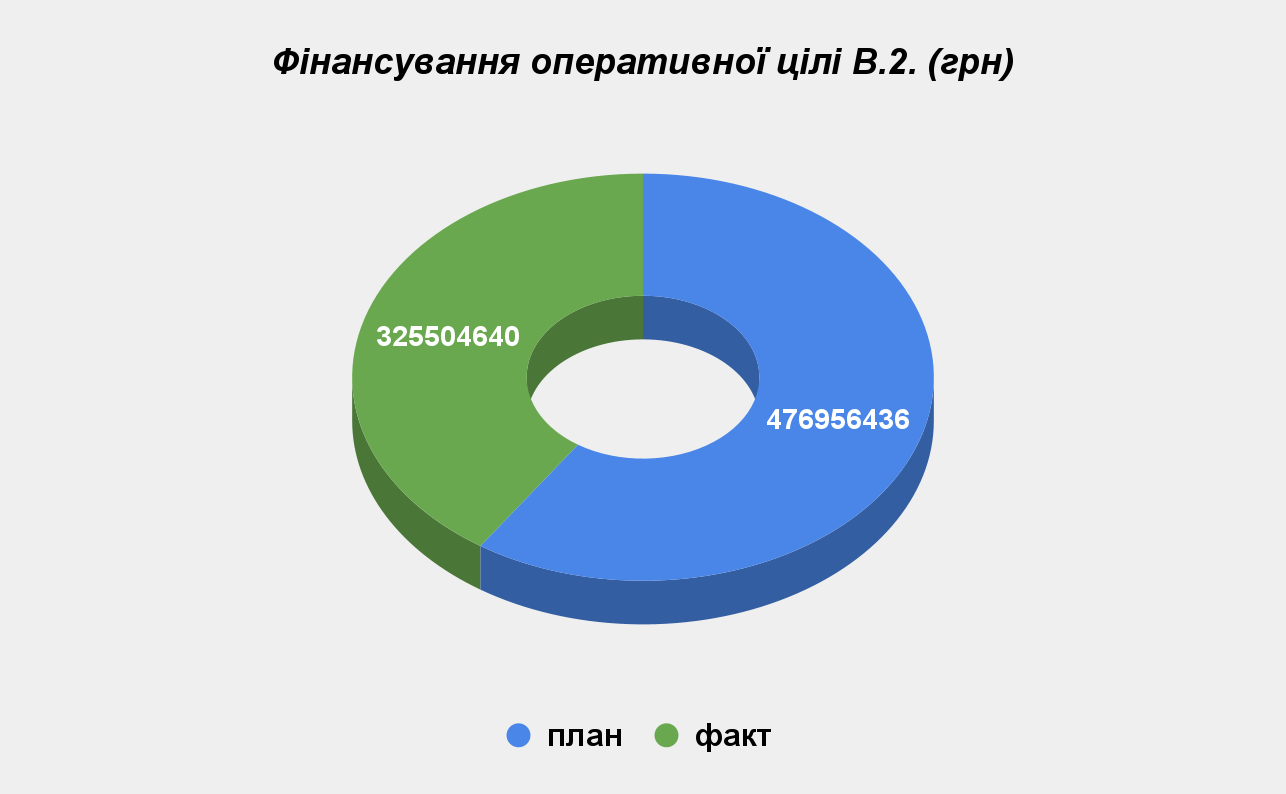 Фінансування оперативної цілі В.2. (грн)
325504640
476956436
план
факт